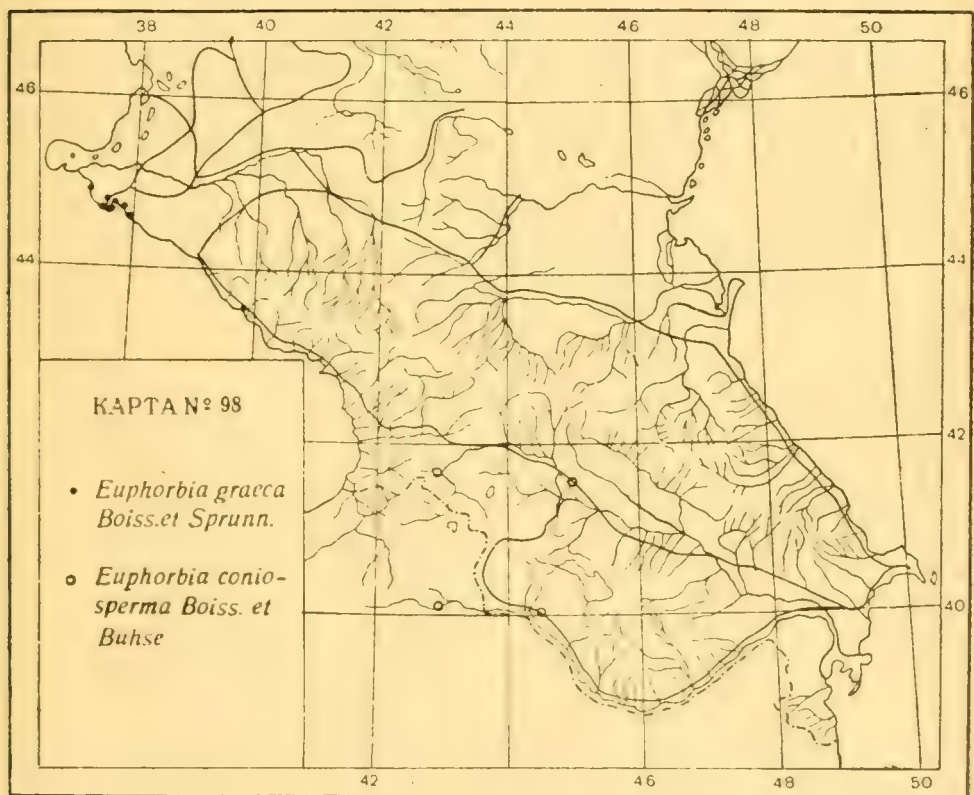 38 40 42 44 46 48 50
46 46
44 44
КАРТА № 98
42
• Euphorbia graeca
Boiss.et Sprunn.
o Euphorbia conio-
sperma Boiss. et
Buhse
40
42 44 46 48 50